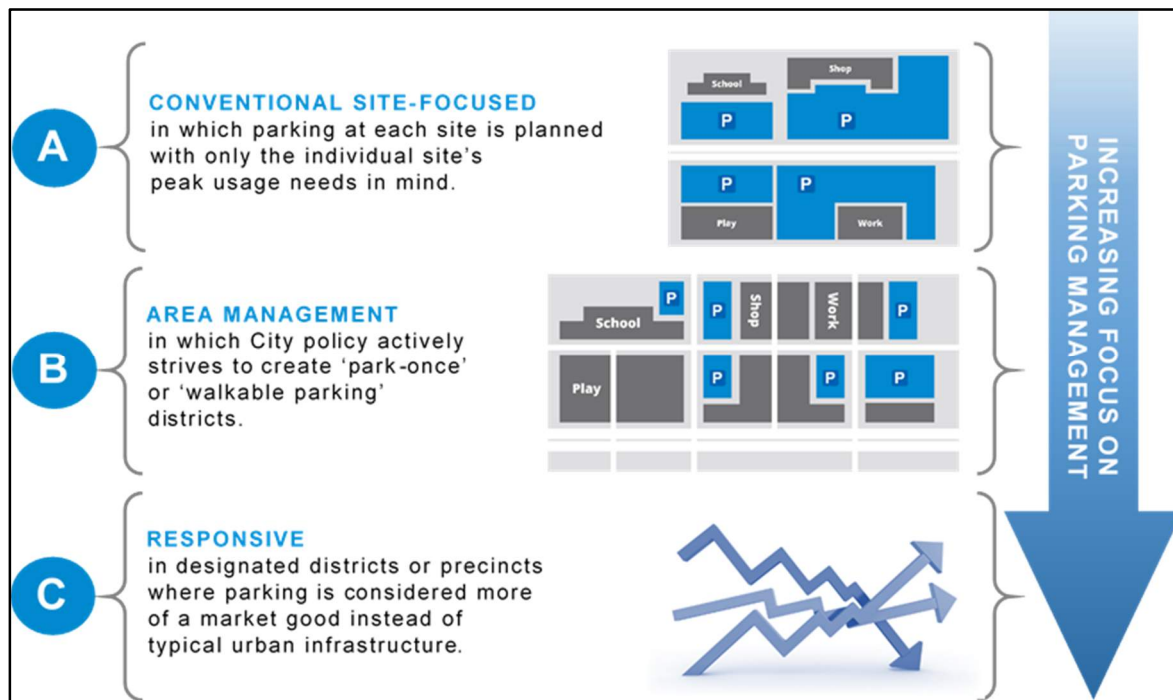 A
CONVENTIONAL SITE-FOCUSED
in which parking at each site is planned
with only the individual site's
peak usage needs in mind.
School
Shop
P
P
P
P
Play
Work
B
AREA MANAGEMENT
in which City policy actively
strives to create 'park-once'
or 'walkable parking'
districts.
P
P
Shop
Work
P
School
Play
P
P
P
C
RESPONSIVE
in designated districts or precincts
where parking is considered more
of a market good instead of
typical urban infrastructure.
INCREASING FOCUS ON
PARKING MANAGEMENT